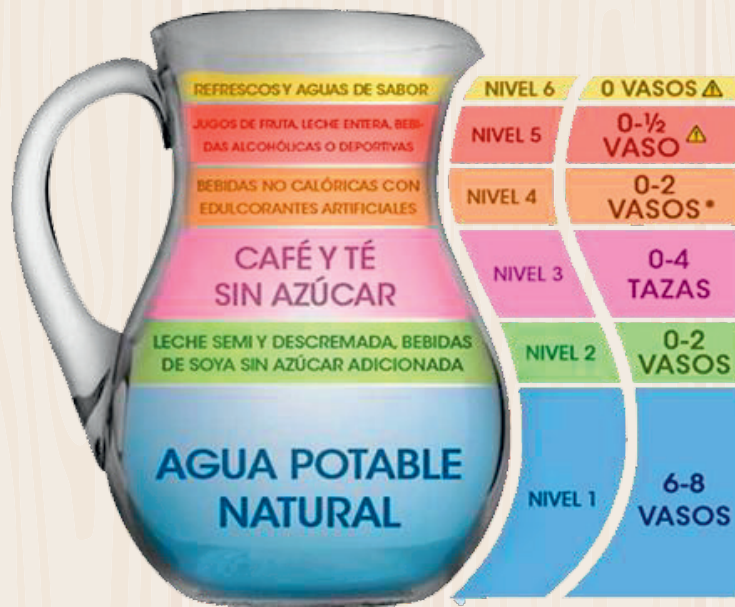 REFRESCOS Y AGUAS DE SABOR
NIVEL 6
0 VASOS
JUGOS DE FRUTA, LECHE ENTERA, BEBI-
DAS ALCOHÓLICAS O DEPORTIVAS
NIVEL 5
0-½
VASO
BEBIDAS NO CALÓRICAS CON
EDULCORANTES ARTIFICIALES
NIVEL 4
0-2
VASOS*
CAFÉ Y TÉ
SIN AZÚCAR
NIVEL 3
0-4
TAZAS
LECHE SEMI Y DESCREMADA, BEBIDAS
DE SOYA SIN AZÚCAR ADICIONADA
NIVEL 2
0-2
VASOS
AGUA POTABLE
NATURAL
NIVEL 1
6-8
VASOS